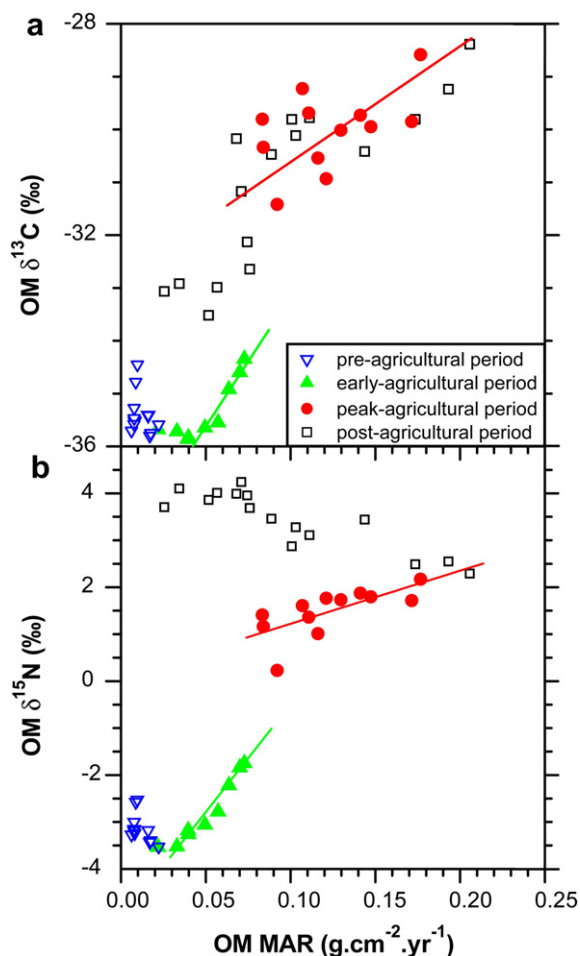 a
-28
-32
-36
OM δ¹³C (‰)
pre-agricultural period
early-agricultural period
peak-agricultural period
post-agricultural period
b
4
2
0
-2
-4
OM δ¹⁵N (‰)
0.00 0.05 0.10 0.15 0.20 0.25
OM MAR (g.cm⁻².yr⁻¹)